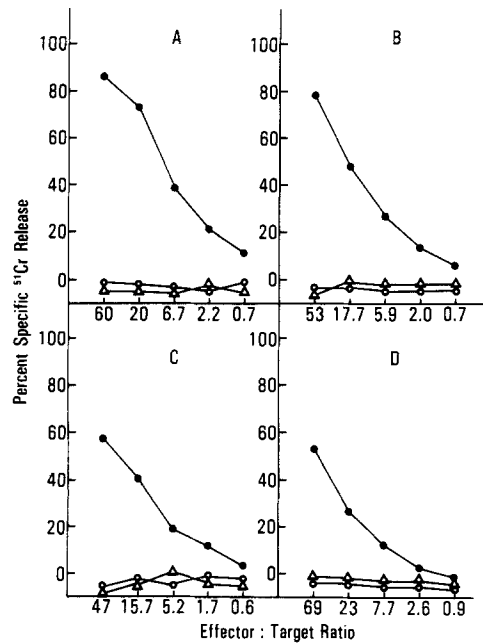 Percent Specific ⁵¹Cr Release
A
100
80
60
40
20
0
60 20 6.7 2.2 0.7
B
100
80
60
40
20
0
53 17.7 5.9 2.0 0.7
C
100
80
60
40
20
0
47 15.7 5.2 1.7 0.6
D
100
80
60
40
20
0
69 23 7.7 2.6 0.9
Effector : Target Ratio